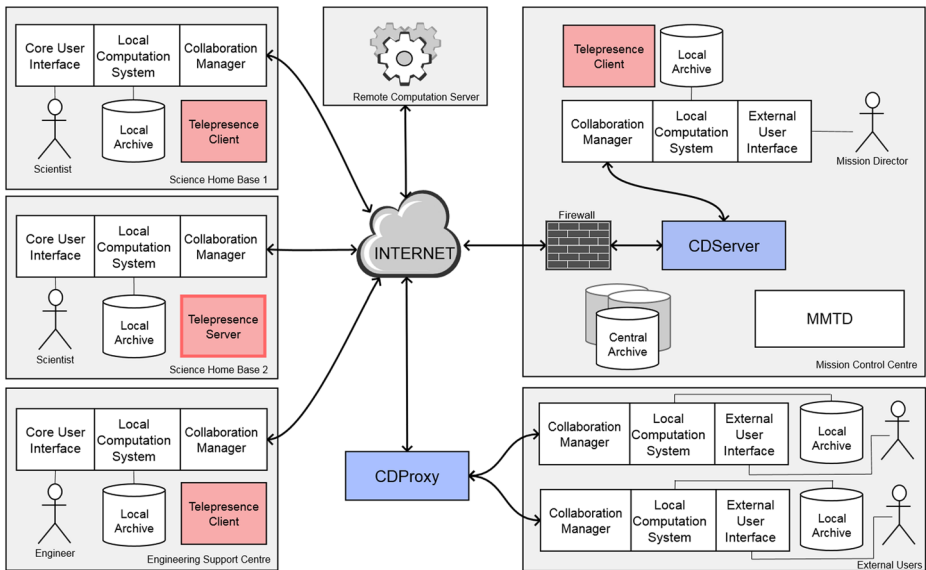 Core User
Interface
Local
Computation
System
Collaboration
Manager
Scientist
Local
Archive
Telepresence
Client
Science Home Base 1
Core User
Interface
Local
Computation
System
Collaboration
Manager
Scientist
Local
Archive
Telepresence
Server
Science Home Base 2
Core User
Interface
Local
Computation
System
Collaboration
Manager
Engineer
Local
Archive
Telepresence
Client
Engineering Support Centre
Remote Computation Server
INTERNET
CDProxy
Telepresence
Client
Local
Archive
Collaboration
Manager
Local
Computation
System
External
User
Interface
Mission Director
Firewall
CDServer
Central
Archive
MMTD
Mission Control Centre
Collaboration
Manager
Local
Computation
System
External
User
Interface
Local
Archive
Collaboration
Manager
Local
Computation
System
External
User
Interface
Local
Archive
External Users